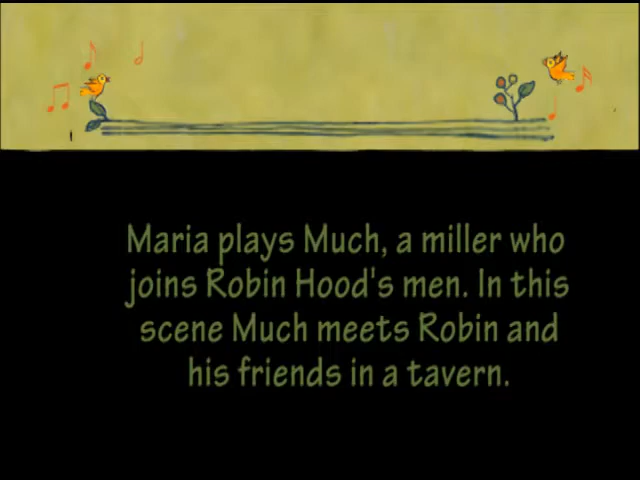 Maria plays Much, a miller who
joins Robin Hood's men. In this
scene Much meets Robin and
his friends in a tavern.